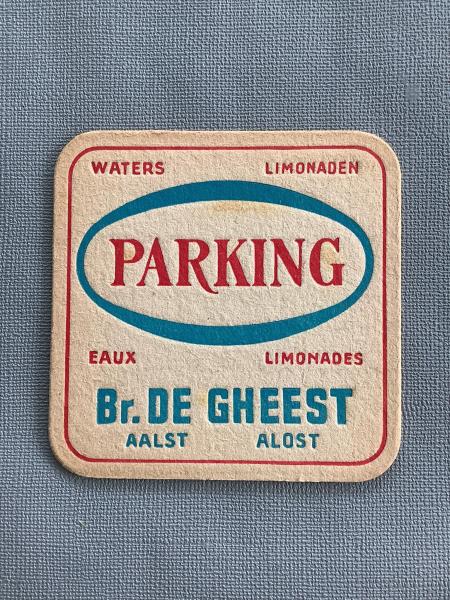 WATERS LIMONADEN
PARKING
EAUX LIMONADES
Br. DE GHEEST
AALST ALOST